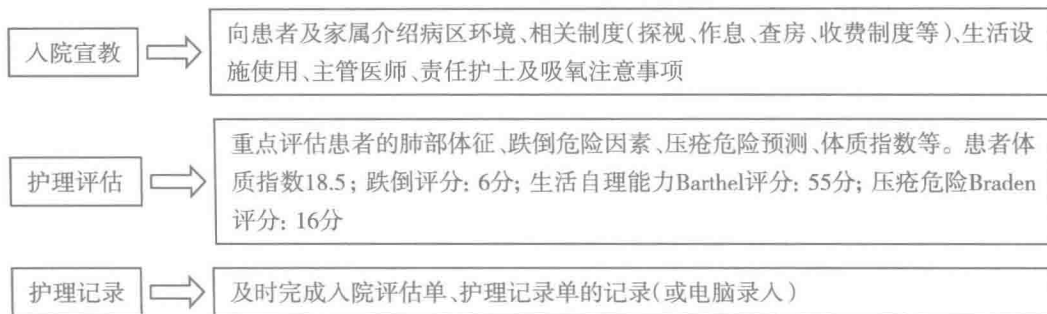 入院宣教
向患者及家属介绍病区环境、相关制度(探视、作息、查房、收费制度等)、生活设
施使用、主管医师、责任护士及吸氧注意事项
护理评估
重点评估患者的肺部体征、跌倒危险因素、压疮危险预测、体质指数等。患者体
质指数18.5；跌倒评分: 6分；生活自理能力Barthel评分: 55分；压疮危险Braden
评分: 16分
护理记录
及时完成入院评估单、护理记录单的记录(或电脑录入)